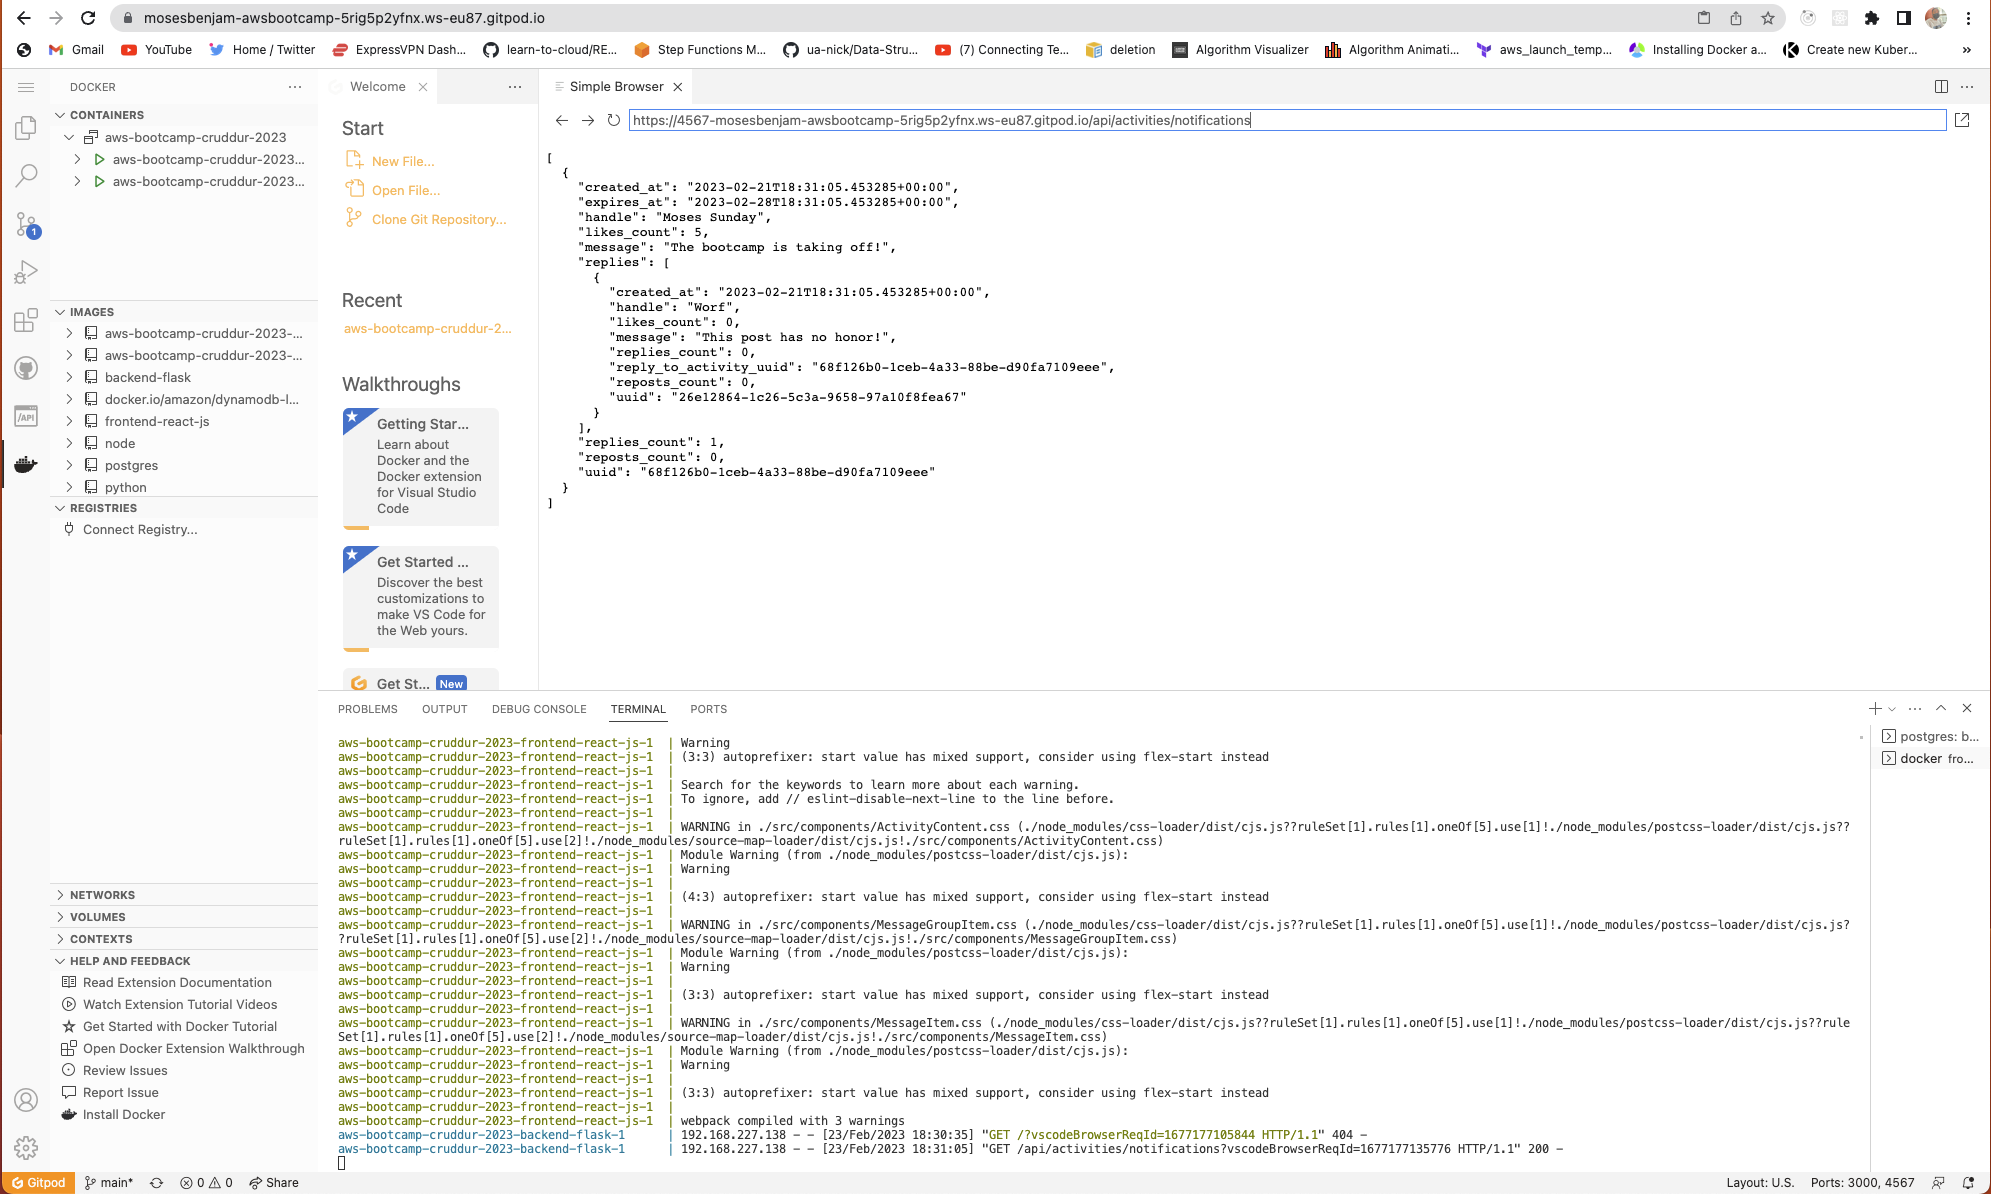 mosesbenjam-awsbootcamp-5rig5p2yfnx.ws-eu87.gitpod.io
Gmail YouTube Home / Twitter ExpressVPN Dash... learn-to-cloud/RE... Step Functions M... ua-nick/Data-Stru... (7) Connecting Te... deletion Algorithm Visualizer Algorithm Animati... aws_launch_temp... Installing Docker a... Create new Kuber... »
DOCKER ...
CONTAINERS
aws-bootcamp-cruddur-2023
aws-bootcamp-cruddur-2023...
aws-bootcamp-cruddur-2023...
1
/API
IMAGES
aws-bootcamp-cruddur-2023-...
aws-bootcamp-cruddur-2023-...
backend-flask
docker.io/amazon/dynamodb-l...
frontend-react-js
node
postgres
python
REGISTRIES
Connect Registry...
NETWORKS
VOLUMES
CONTEXTS
HELP AND FEEDBACK
Read Extension Documentation
Watch Extension Tutorial Videos
Get Started with Docker Tutorial
Open Docker Extension Walkthrough
Review Issues
Report Issue
Install Docker
Welcome
Start
New File...
Open File...
Clone Git Repository...
Recent
aws-bootcamp-cruddur-2...
Walkthroughs
Getting Star...
Learn about
Docker and the
Docker extension
for Visual Studio
Code
Get Started ...
Discover the best
customizations to
make VS Code for
the Web yours.
Get St... New
Simple Browser
https://4567-mosesbenjam-awsbootcamp-5rig5p2yfnx.ws-eu87.gitpod.io/api/activities/notifications
[
{
"created_at": "2023-02-21T18:31:05.453285+00:00",
"expires_at": "2023-02-28T18:31:05.453285+00:00",
"handle": "Moses Sunday",
"likes_count": 5,
"message": "The bootcamp is taking off!",
"replies": [
{
"created_at": "2023-02-21T18:31:05.453285+00:00",
"handle": "Worf",
"likes_count": 0,
"message": "This post has no honor!",
"replies_count": 0,
"reply_to_activity_uuid": "68f126b0-1ceb-4a33-88be-d90fa7109eee",
"reposts_count": 0,
"uuid": "26e12864-1c26-5c3a-9658-97a10f8fea67"
}
],
"replies_count": 1,
"reposts_count": 0,
"uuid": "68f126b0-1ceb-4a33-88be-d90fa7109eee"
}
]
PROBLEMS OUTPUT DEBUG CONSOLE TERMINAL PORTS
aws-bootcamp-cruddur-2023-frontend-react-js-1 | Warning
aws-bootcamp-cruddur-2023-frontend-react-js-1 | (3:3) autoprefixer: start value has mixed support, consider using flex-start instead
aws-bootcamp-cruddur-2023-frontend-react-js-1 |
aws-bootcamp-cruddur-2023-frontend-react-js-1 | Search for the keywords to learn more about each warning.
aws-bootcamp-cruddur-2023-frontend-react-js-1 | To ignore, add // eslint-disable-next-line to the line before.
aws-bootcamp-cruddur-2023-frontend-react-js-1 |
aws-bootcamp-cruddur-2023-frontend-react-js-1 | WARNING in ./src/components/ActivityContent.css (./node_modules/css-loader/dist/cjs.js??ruleSet[1].rules[1].oneOf[5].use[1]!./node_modules/postcss-loader/dist/cjs.js??
ruleSet[1].rules[1].oneOf[5].use[2]!./node_modules/source-map-loader/dist/cjs.js!./src/components/ActivityContent.css)
aws-bootcamp-cruddur-2023-frontend-react-js-1 | Module Warning (from ./node_modules/postcss-loader/dist/cjs.js):
aws-bootcamp-cruddur-2023-frontend-react-js-1 | Warning
aws-bootcamp-cruddur-2023-frontend-react-js-1 |
aws-bootcamp-cruddur-2023-frontend-react-js-1 | (4:3) autoprefixer: start value has mixed support, consider using flex-start instead
aws-bootcamp-cruddur-2023-frontend-react-js-1 |
aws-bootcamp-cruddur-2023-frontend-react-js-1 | WARNING in ./src/components/MessageGroupItem.css (./node_modules/css-loader/dist/cjs.js??ruleSet[1].rules[1].oneOf[5].use[1]!./node_modules/postcss-loader/dist/cjs.js?
?ruleSet[1].rules[1].oneOf[5].use[2]!./node_modules/source-map-loader/dist/cjs.js!./src/components/MessageGroupItem.css)
aws-bootcamp-cruddur-2023-frontend-react-js-1 | Module Warning (from ./node_modules/postcss-loader/dist/cjs.js):
aws-bootcamp-cruddur-2023-frontend-react-js-1 | Warning
aws-bootcamp-cruddur-2023-frontend-react-js-1 |
aws-bootcamp-cruddur-2023-frontend-react-js-1 | (3:3) autoprefixer: start value has mixed support, consider using flex-start instead
aws-bootcamp-cruddur-2023-frontend-react-js-1 |
aws-bootcamp-cruddur-2023-frontend-react-js-1 | WARNING in ./src/components/MessageItem.css (./node_modules/css-loader/dist/cjs.js??ruleSet[1].rules[1].oneOf[5].use[1]!./node_modules/postcss-loader/dist/cjs.js??rule
Set[1].rules[1].oneOf[5].use[2]!./node_modules/source-map-loader/dist/cjs.js!./src/components/MessageItem.css)
aws-bootcamp-cruddur-2023-frontend-react-js-1 | Module Warning (from ./node_modules/postcss-loader/dist/cjs.js):
aws-bootcamp-cruddur-2023-frontend-react-js-1 | Warning
aws-bootcamp-cruddur-2023-frontend-react-js-1 |
aws-bootcamp-cruddur-2023-frontend-react-js-1 | (3:3) autoprefixer: start value has mixed support, consider using flex-start instead
aws-bootcamp-cruddur-2023-frontend-react-js-1 |
aws-bootcamp-cruddur-2023-frontend-react-js-1 | webpack compiled with 3 warnings
aws-bootcamp-cruddur-2023-backend-flask-1 | 192.168.227.138 - - [23/Feb/2023 18:30:35] "GET /?vscodeBrowserReqId=1677177105844 HTTP/1.1" 404 -
aws-bootcamp-cruddur-2023-backend-flask-1 | 192.168.227.138 - - [23/Feb/2023 18:31:05] "GET /api/activities/notifications?vscodeBrowserReqId=1677177135776 HTTP/1.1" 200 -
postgres: b...
docker fro...
Gitpod main* 0 0 Share Layout: U.S. Ports: 3000, 4567